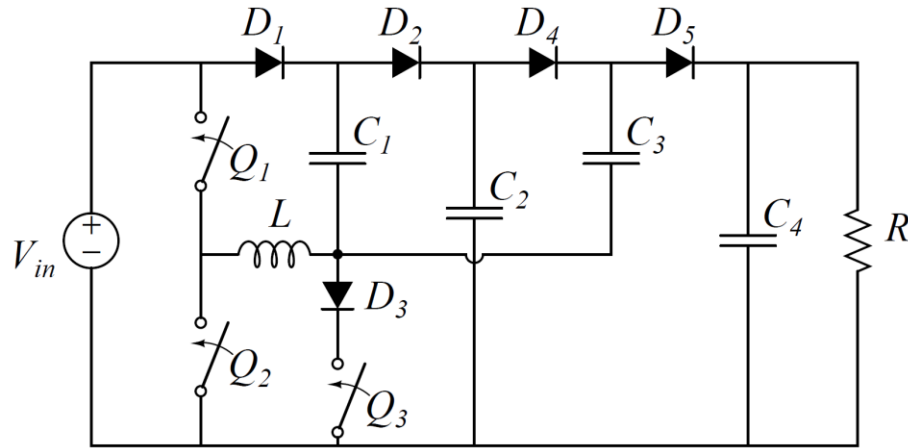 D1 D2 D4 D5
C1 C3
Q1
C2
L C4 R
+
−
Vin
D3
Q2
Q3